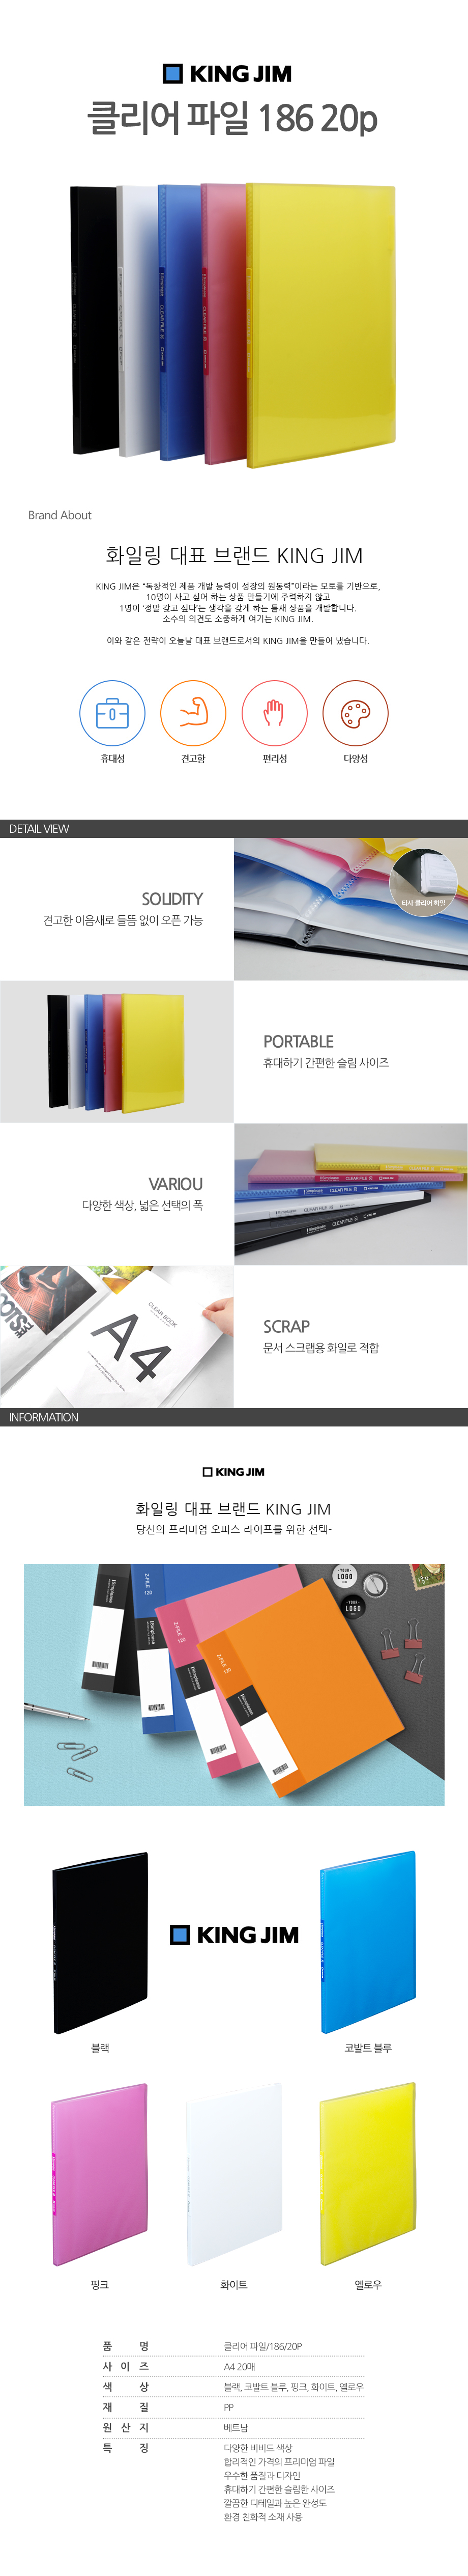 KING JIM
클리어 파일 186 20p
Brand About
화일링 대표 브랜드 KING JIM
KING JIM은 “독창적인 제품 개발 능력이 성장의 원동력”이라는 모토를 기반으로,
10명이 사고 싶어 하는 상품 만들기에 주력하지 않고
1명이 ‘정말 갖고 싶다’는 생각을 갖게 하는 틈새 상품을 개발합니다.
소수의 의견도 소중하게 여기는 KING JIM.
이와 같은 전략이 오늘날 대표 브랜드로서의 KING JIM을 만들어 냈습니다.
휴대성
견고함
편리성
다양성
DETAIL VIEW
SOLIDITY
견고한 이음새로 들뜸 없이 오픈 가능
타사 클리어 화일
PORTABLE
휴대하기 간편한 슬림 사이즈
VARIOU
다양한 색상, 넓은 선택의 폭
CLEAR FILE
CLEAR FILE
CLEAR FILE
CLEAR FILE
CLEAR BOOK
A4
SCRAP
문서 스크랩용 화일로 적합
INFORMATION
KING JIM
화일링 대표 브랜드 KING JIM
당신의 프리미엄 오피스 라이프를 위한 선택-
Z-FILE
120
Z-FILE
Z-FILE
YOUR
LOGO
YOUR
LOGO
KING JIM
블랙
코발트 블루
핑크
화이트
옐로우
품 명 클리어 파일/186/20P
사 이 즈 A4 20매
색 상 블랙, 코발트 블루, 핑크, 화이트, 옐로우
재 질 PP
원 산 지 베트남
특 징 다양한 비비드 색상
합리적인 가격의 프리미엄 파일
우수한 품질과 디자인
휴대하기 간편한 슬림한 사이즈
깔끔한 디테일과 높은 완성도
환경 친화적 소재 사용